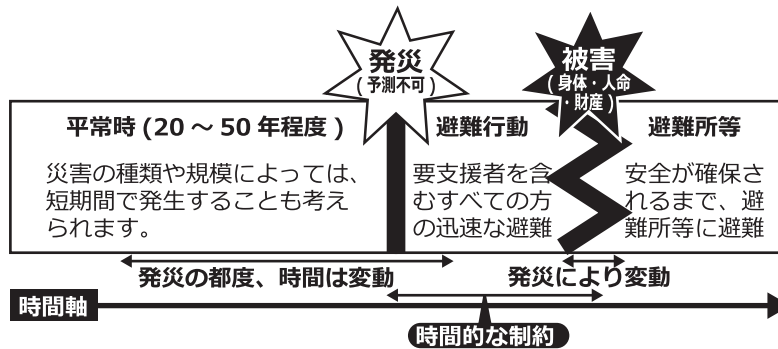 発災
(予測不可)
被害
(身体・人命
・財産)
平常時 (20 ～ 50 年程度 )
避難行動
避難所等
災害の種類や規模によっては、
短期間で発生することも考え
られます。
要支援者を含
むすべての方
の迅速な避難
安全が確保さ
れるまで、避
難所等に避難
発災の都度、時間は変動
発災により変動
時間軸
時間的な制約